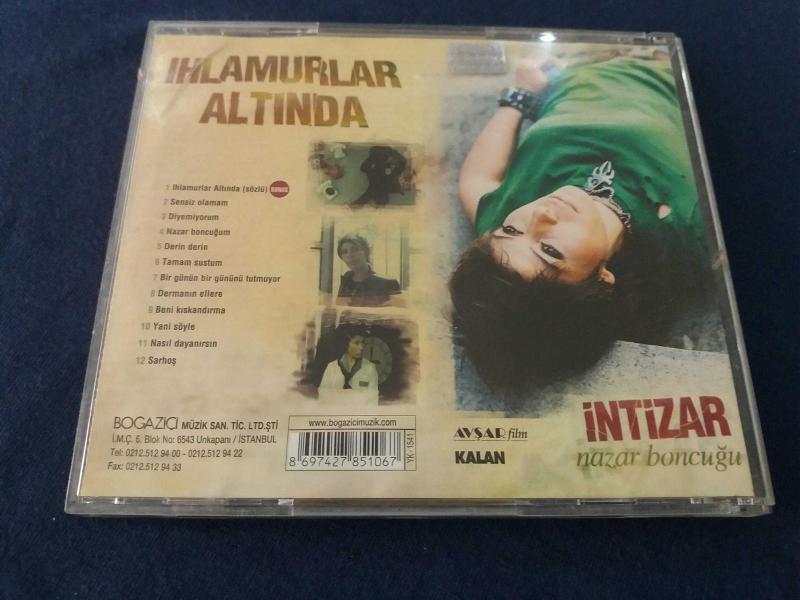 IHLAMURLAR
ALTINDA
1 Ihlamurlar Altında (sözlü)
2 Sensiz olamam
3 Diyemiyorum
4 Nazar boncuğum
5 Derin derin
6 Tamam sustum
7 Bir günün bir gününü tutmuyor
8 Dermanın ellere
9 Beni kıskandırma
10 Yani söyle
11 Nasıl dayanırsın
12 Sarhoş
BOGAZICI MÜZİK SAN. TİC. LTD.ŞTİ
İ.M.Ç. 6. Blok No: 6543 Unkapanı / İSTANBUL
Tel: 0212.512 94 00 - 0212.512 94 22
Fax: 0212.512 94 33
www.bogazicimuzik.com
8 697427 851067
YK-1541
AVŞAR film
KALAN
İNTİZAR
nazar boncuğu